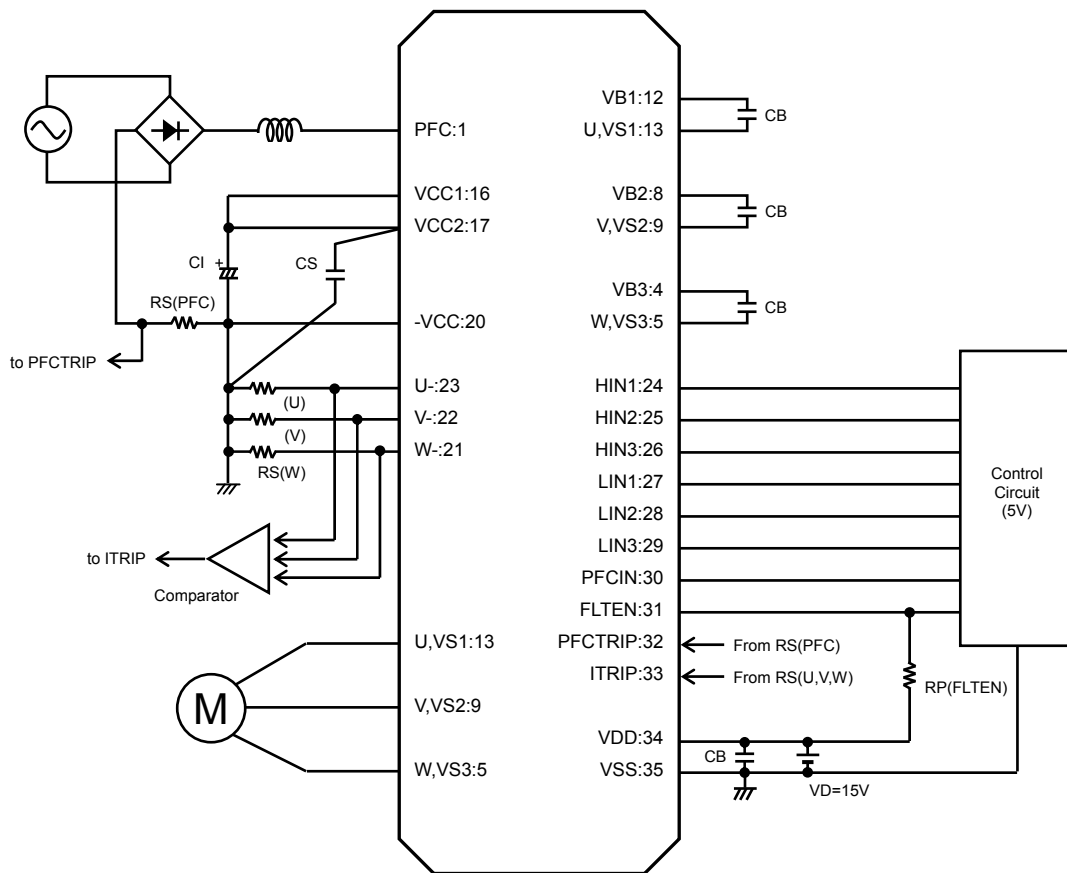 PFC:1
VCC1:16
VCC2:17
CI
+
CS
RS(PFC)
-VCC:20
to PFCTRIP
U-:23
(U)
V-:22
(V)
W-:21
RS(W)
to ITRIP
Comparator
U,VS1:13
M
V,VS2:9
W,VS3:5
VB1:12
CB
U,VS1:13
VB2:8
CB
V,VS2:9
VB3:4
CB
W,VS3:5
HIN1:24
HIN2:25
HIN3:26
LIN1:27
LIN2:28
LIN3:29
PFCIN:30
FLTEN:31
Control
Circuit
(5V)
PFCTRIP:32
From RS(PFC)
ITRIP:33
From RS(U,V,W)
RP(FLTEN)
VDD:34
CB
VSS:35
VD=15V